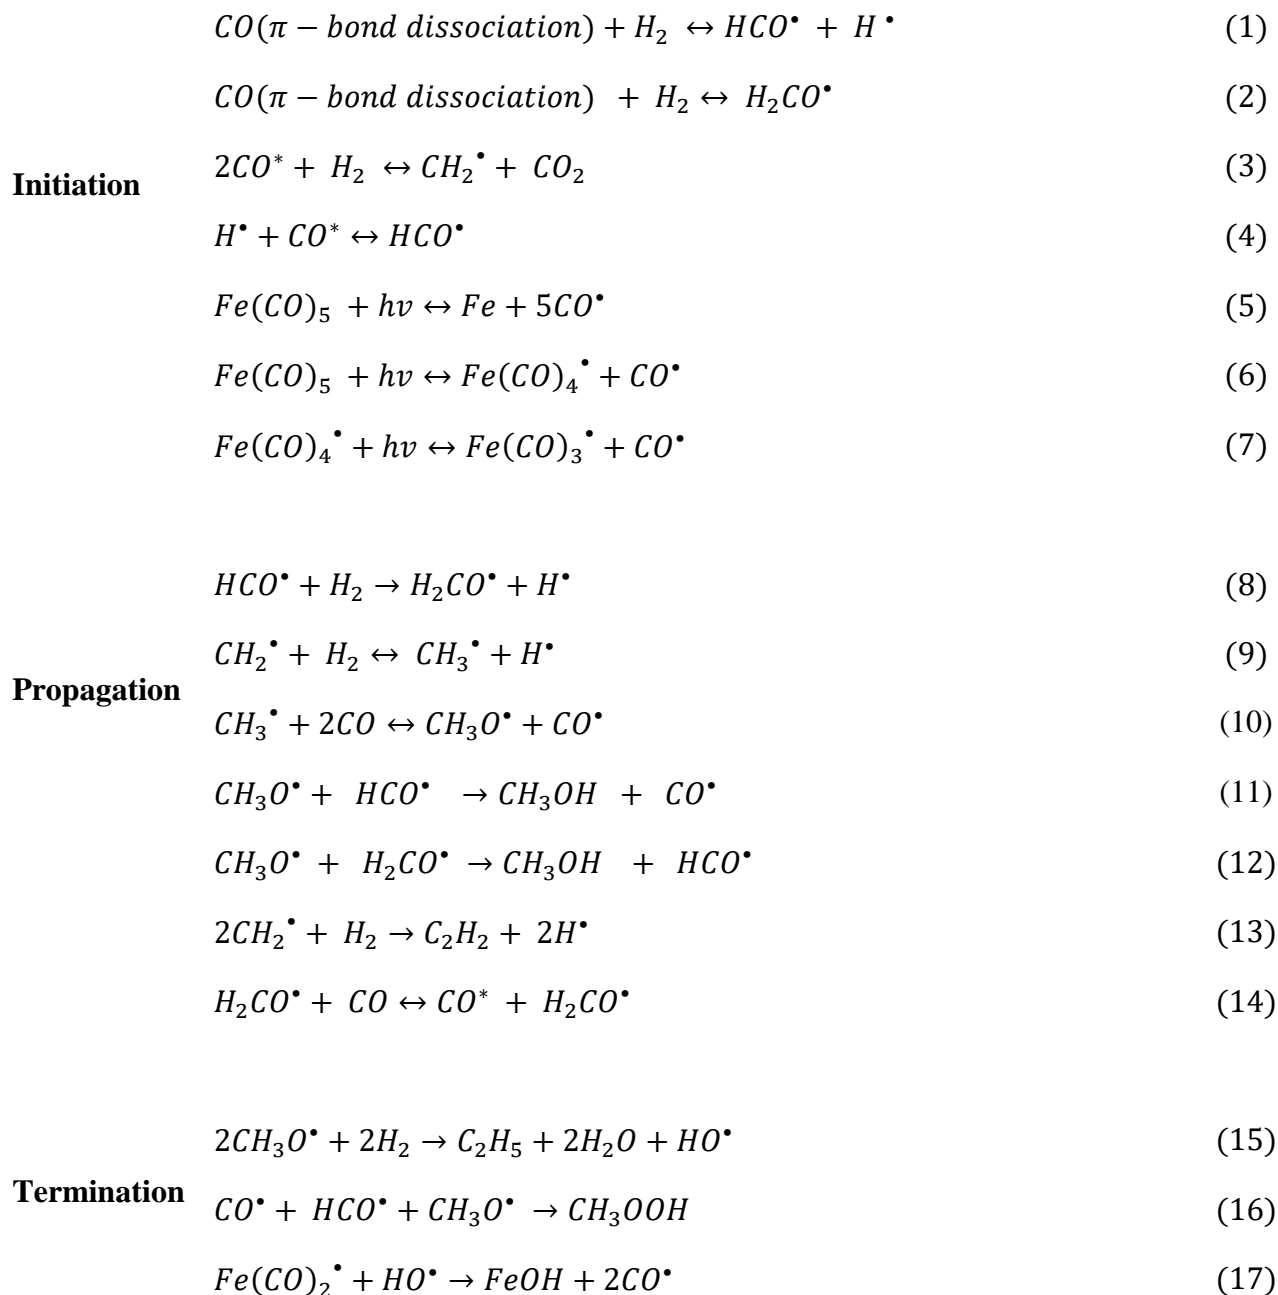 CO(π − bond dissociation) + H₂ ↔ HCO• + H • (1)
CO(π − bond dissociation) + H₂ ↔ H₂CO• (2)
Initiation
2CO* + H₂ ↔ CH₂• + CO₂ (3)
H• + CO* ↔ HCO• (4)
Fe(CO)₅ + hv ↔ Fe + 5CO• (5)
Fe(CO)₅ + hv ↔ Fe(CO)₄• + CO• (6)
Fe(CO)₄• + hv ↔ Fe(CO)₃• + CO• (7)
HCO• + H₂ → H₂CO• + H• (8)
CH₂• + H₂ ↔ CH₃• + H• (9)
Propagation
CH₃• + 2CO ↔ CH₃O• + CO• (10)
CH₃O• + HCO• → CH₃OH + CO• (11)
CH₃O• + H₂CO• → CH₃OH + HCO• (12)
2CH₂• + H₂ → C₂H₂ + 2H• (13)
H₂CO• + CO ↔ CO* + H₂CO• (14)
2CH₃O• + 2H₂ → C₂H₅ + 2H₂O + HO• (15)
Termination
CO• + HCO• + CH₃O• → CH₃OOH (16)
Fe(CO)₂• + HO• → FeOH + 2CO• (17)